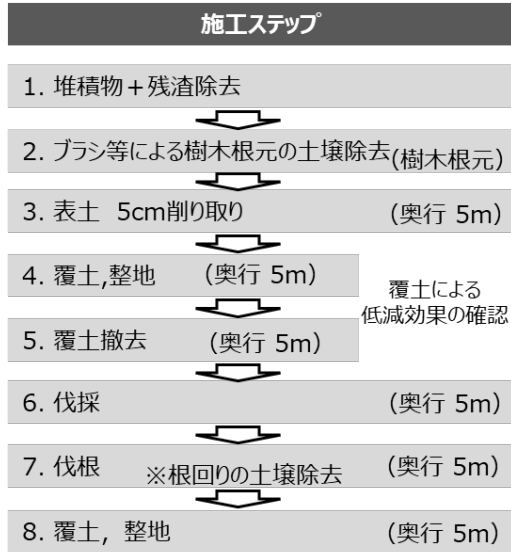 施工ステップ
1. 堆積物＋残渣除去
2. ブラシ等による樹木根元の土壌除去(樹木根元)
3. 表土 5cm削り取り (奥行 5m)
4. 覆土,整地 (奥行 5m)
覆土による
低減効果の確認
5. 覆土撤去 (奥行 5m)
6. 伐採 (奥行 5m)
7. 伐根 ※根回りの土壌除去 (奥行 5m)
8. 覆土，整地 (奥行 5m)